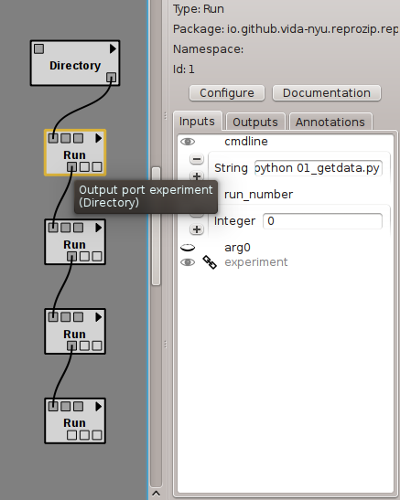 Directory
Run
Output port experiment
(Directory)
Run
Run
Run
Type: Run
Package: io.github.vida-nyu.reprozip.rep
Namespace:
Id: 1
Configure
Documentation
Inputs
Outputs
Annotations
cmdline
String
python 01_getdata.py
run_number
Integer
0
arg0
experiment